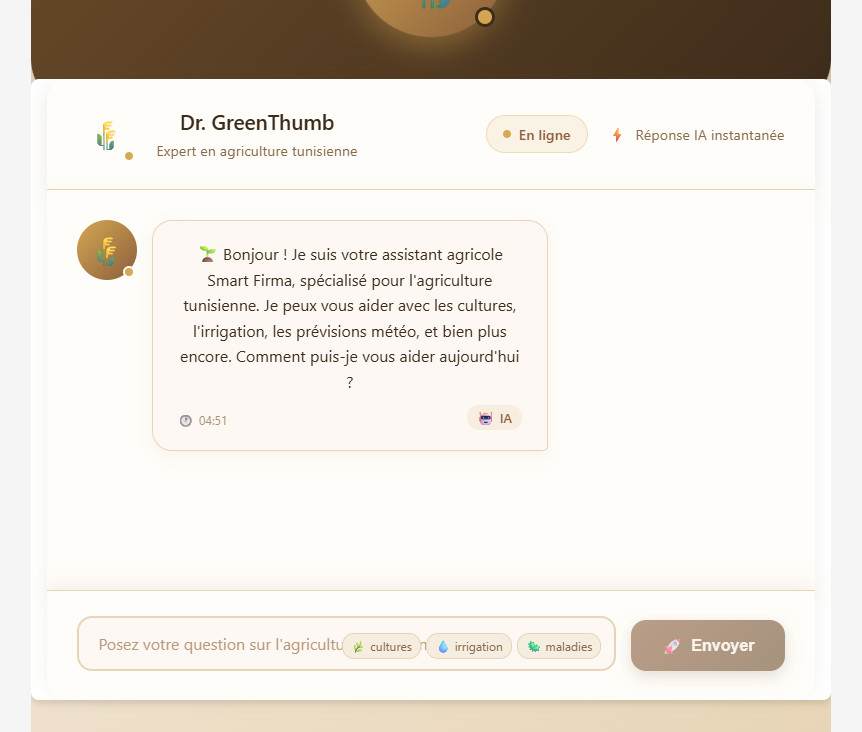 Dr. GreenThumb
Expert en agriculture tunisienne
En ligne
Réponse IA instantanée
Bonjour ! Je suis votre assistant agricole
Smart Firma, spécialisé pour l'agriculture
tunisienne. Je peux vous aider avec les cultures,
l'irrigation, les prévisions météo, et bien plus
encore. Comment puis-je vous aider aujourd'hui
?
04:51
IA
Posez votre question sur l'agricultu
cultures
irrigation
maladies
Envoyer